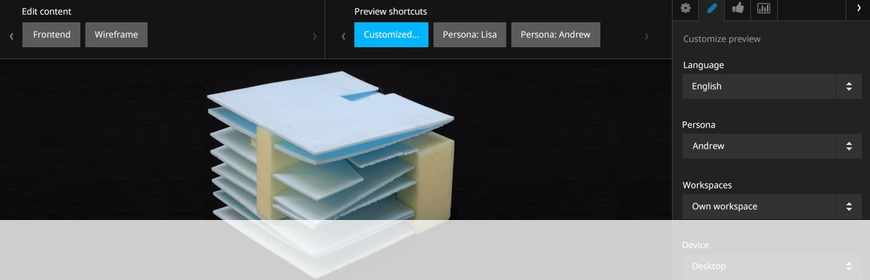 Edit content
Frontend
Wireframe
Preview shortcuts
Customized...
Persona: Lisa
Persona: Andrew
Customize preview
Language
English
Persona
Andrew
Workspaces
Own workspace
Device
Desktop